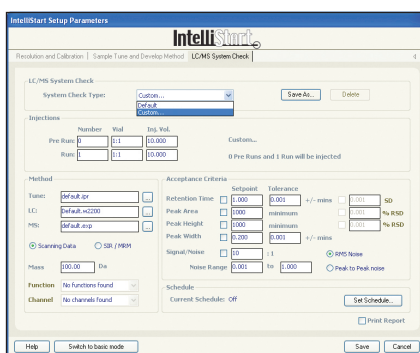 IntelliStart Setup Parameters
IntelliStart
Resolution and Calibration | Sample Tune and Develop Method | LC/MS System Check
LC/MS System Check
System Check Type: Custom... Save As... Delete
Default
Custom...
Injections
Number Vial Inj. Vol.
Pre Run: 0 1:1 10.000 Custom...
Run: 1 1:1 10.000 0 Pre Runs and 1 Run will be injected
Method
Tune: default.ipr ...
LC: Default.w2200 ...
MS: default.exp ...
Scanning Data SIR / MRM
Mass 100.00 Da
Function No functions found
Channel No channels found
Acceptance Criteria
Setpoint Tolerance
Retention Time 1.000 0.001 +/- mins 0.001 SD
Peak Area 1000 minimum 0.001 % RSD
Peak Height 1000 minimum 0.001 % RSD
Peak Width 0.200 0.001 +/- mins
Signal/Noise 10 : 1 RMS Noise
Noise Range 0.001 to 1.000 Peak to Peak noise
Schedule
Current Schedule: Off Set Schedule...
Print Report
Help Switch to basic mode Save Cancel